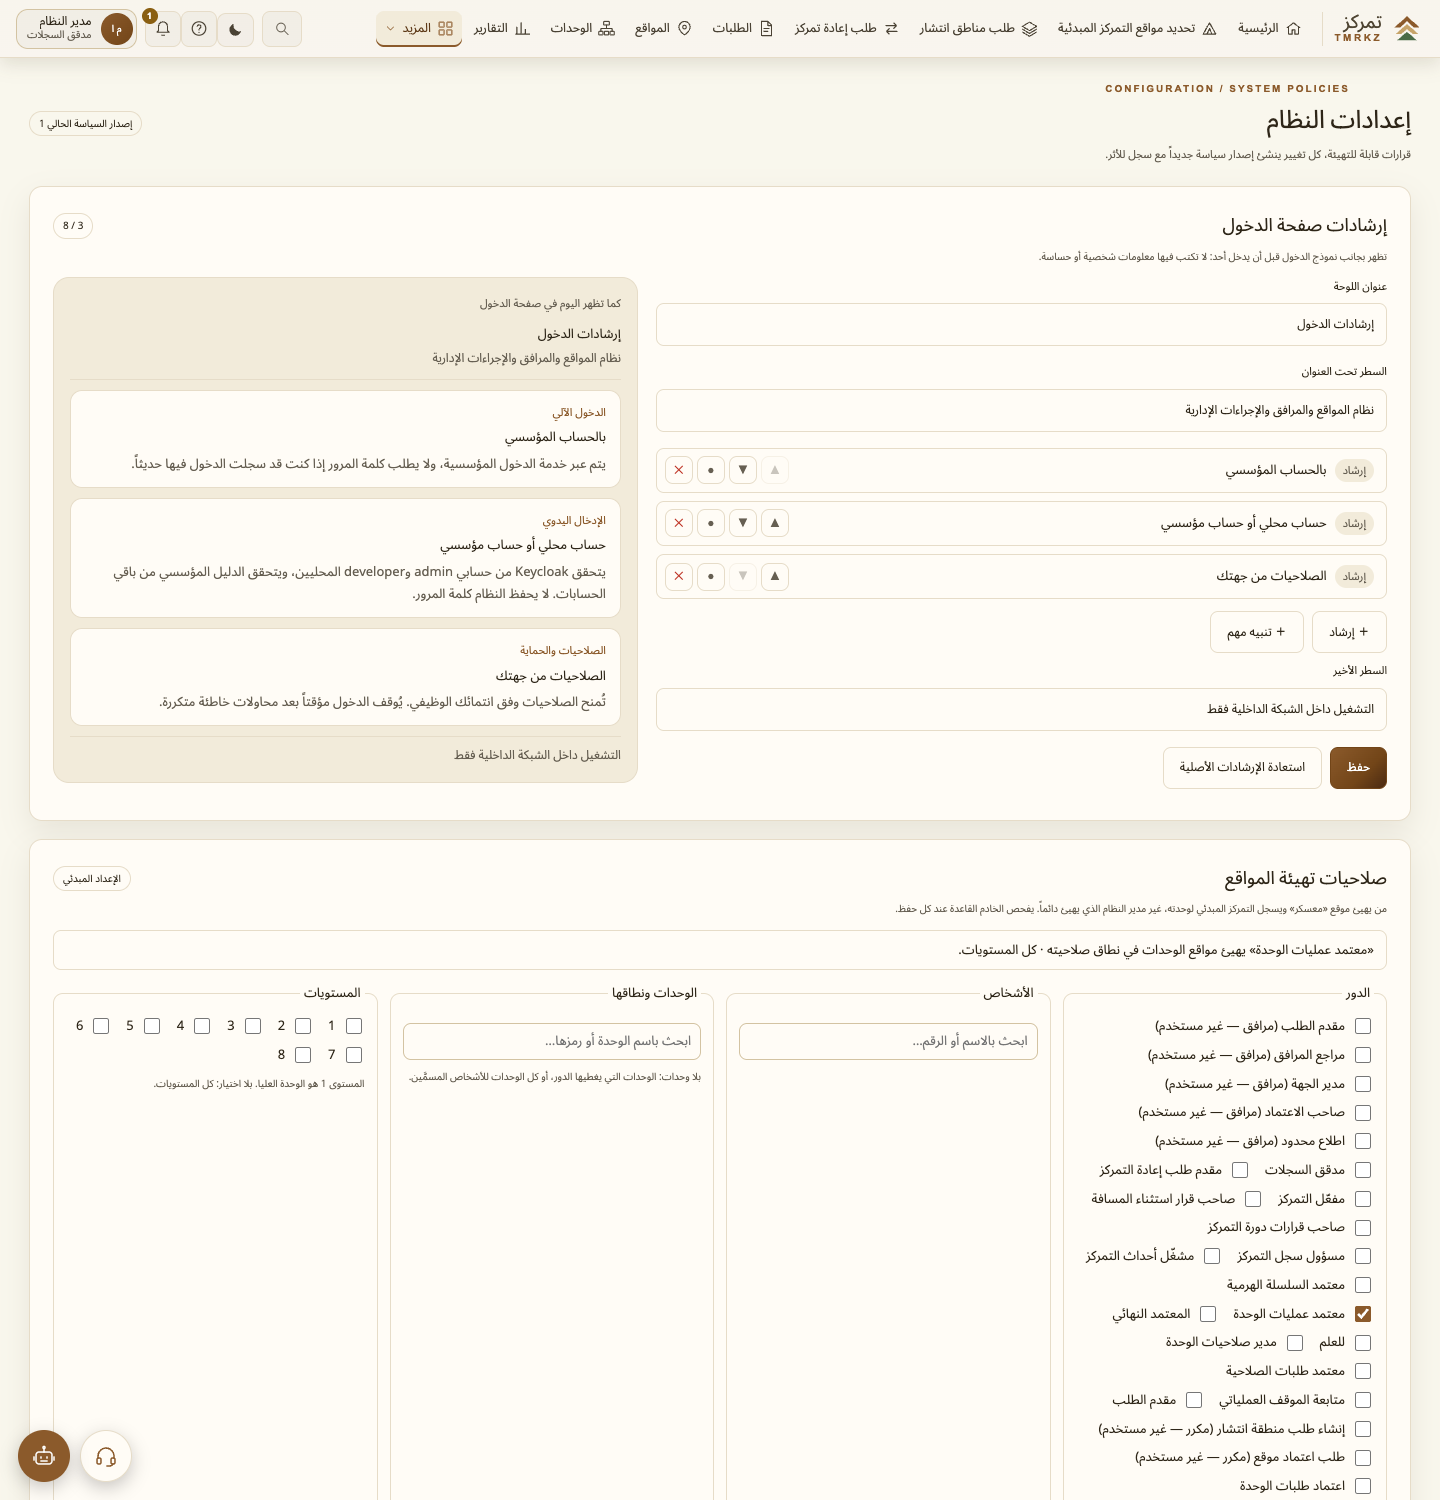 تمركز
TMRKZ
الرئيسية
تحديد مواقع التمركز المبدئية
طلب مناطق انتشار
طلب إعادة تمركز
الطلبات
المواقع
الوحدات
التقارير
المزيد
1
م ا
مدير النظام
مدقق السجلات
CONFIGURATION / SYSTEM POLICIES
إعدادات النظام
قرارات قابلة للتهيئة، كل تغيير ينشئ إصدار سياسة جديداً مع سجل للأثر.
إصدار السياسة الحالي 1
إرشادات صفحة الدخول
تظهر بجانب نموذج الدخول قبل أن يدخل أحد: لا تكتب فيها معلومات شخصية أو حساسة.
3 / 8
عنوان اللوحة
إرشادات الدخول
السطر تحت العنوان
نظام المواقع والمرافق والإجراءات الإدارية
إرشاد بالحساب المؤسسي
إرشاد حساب محلي أو حساب مؤسسي
إرشاد الصلاحيات من جهتك
+ إرشاد
+ تنبيه مهم
السطر الأخير
التشغيل داخل الشبكة الداخلية فقط
حفظ
استعادة الإرشادات الأصلية
كما تظهر اليوم في صفحة الدخول
إرشادات الدخول
نظام المواقع والمرافق والإجراءات الإدارية
الدخول الآلي
بالحساب المؤسسي
يتم عبر خدمة الدخول المؤسسية، ولا يطلب كلمة المرور إذا كنت قد سجلت الدخول فيها حديثاً.
الإدخال اليدوي
حساب محلي أو حساب مؤسسي
يتحقق Keycloak من حسابي admin وdeveloper المحليين، ويتحقق الدليل المؤسسي من باقي
الحسابات. لا يحفظ النظام كلمة المرور.
الصلاحيات والحماية
الصلاحيات من جهتك
تُمنح الصلاحيات وفق انتمائك الوظيفي. يُوقف الدخول مؤقتاً بعد محاولات خاطئة متكررة.
التشغيل داخل الشبكة الداخلية فقط
صلاحيات تهيئة المواقع
من يهيئ موقع «معسكر» ويسجل التمركز المبدئي لوحدته، غير مدير النظام الذي يهيئ دائماً. يفحص الخادم القاعدة عند كل حفظ.
الإعداد المبدئي
«معتمد عمليات الوحدة» يهيئ مواقع الوحدات في نطاق صلاحيته · كل المستويات.
الدور
مقدم الطلب (مرافق — غير مستخدم)
مراجع المرافق (مرافق — غير مستخدم)
مدير الجهة (مرافق — غير مستخدم)
صاحب الاعتماد (مرافق — غير مستخدم)
اطلاع محدود (مرافق — غير مستخدم)
مدقق السجلات
مقدم طلب إعادة التمركز
مفعّل التمركز
صاحب قرار استثناء المسافة
صاحب قرارات دورة التمركز
مسؤول سجل التمركز
مشغّل أحداث التمركز
معتمد السلسلة الهرمية
معتمد عمليات الوحدة
المعتمد النهائي
للعلم
مدير صلاحيات الوحدة
معتمد طلبات الصلاحية
متابعة الموقف العملياتي
مقدم الطلب
إنشاء طلب منطقة انتشار (مكرر — غير مستخدم)
طلب اعتماد موقع (مكرر — غير مستخدم)
اعتماد طلبات الوحدة
الأشخاص
ابحث بالاسم أو الرقم...
الوحدات ونطاقها
ابحث باسم الوحدة أو رمزها...
بلا وحدات: الوحدات التي يغطيها الدور، أو كل الوحدات للأشخاص المسمَّين.
المستويات
1 2 3 4 5 6
7 8
المستوى 1 هو الوحدة العليا. بلا اختيار: كل المستويات.